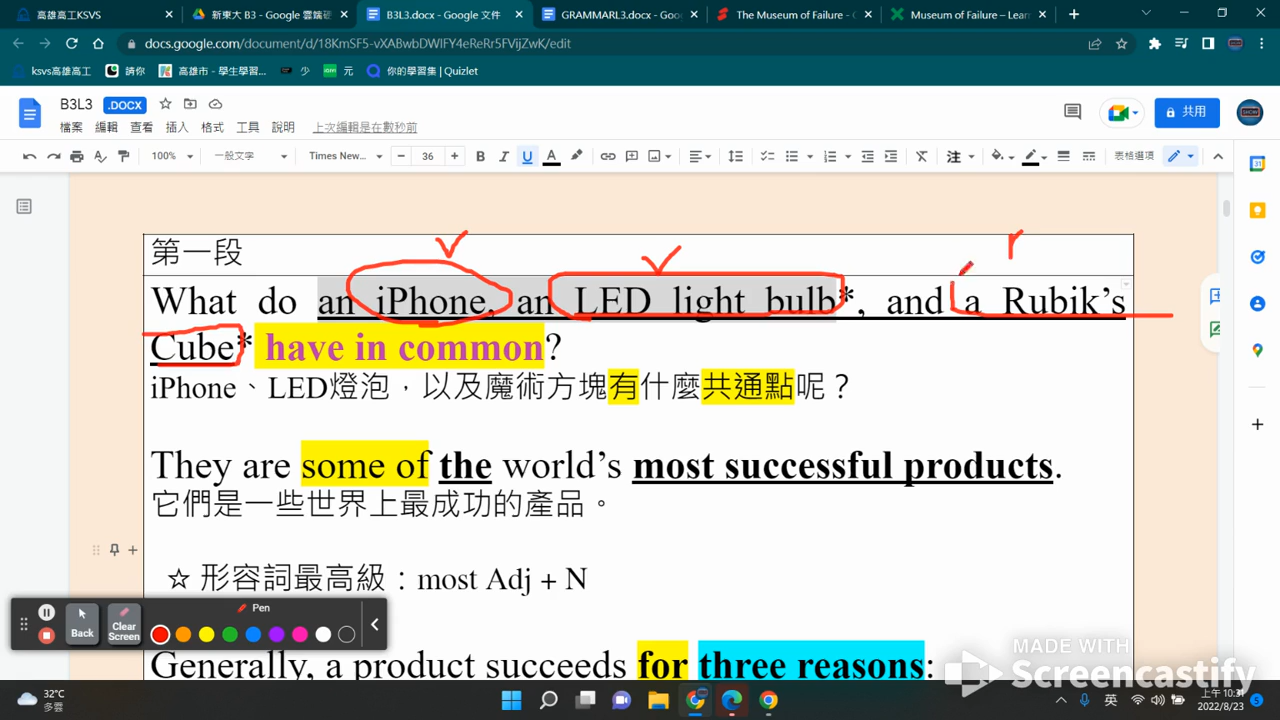 高雄高工KSVS
新東大 B3 - Google 雲端硬
B3L3.docx - Google 文件
GRAMMARL3.docx - Goog
The Museum of Failure - C
Museum of Failure – Lear
docs.google.com/document/d/18KmSF5-vXABwbDWlFY4eReRr5FVijZwK/edit
ksvs高雄高工
請你
高雄市 - 學生學習...
少
元
你的學習集 | Quizlet
B3L3
.DOCX
檔案 編輯 查看 插入 格式 工具 說明 上次編輯是在數秒前
共用
100% 一般文字 Times New... 36 B I U A 注 表格選項
第一段
What do an iPhone, an LED light bulb*, and a Rubik’s
Cube* have in common?
iPhone、LED燈泡，以及魔術方塊有什麼共通點呢？
They are some of the world’s most successful products.
它們是一些世界上最成功的產品。
☆ 形容詞最高級：most Adj + N
Pen
Back
Clear
Screen
Generally, a product succeeds for three reasons:
MADE WITH
Screencastify
32°C
多雲
英
上午 10:31
2022/8/23